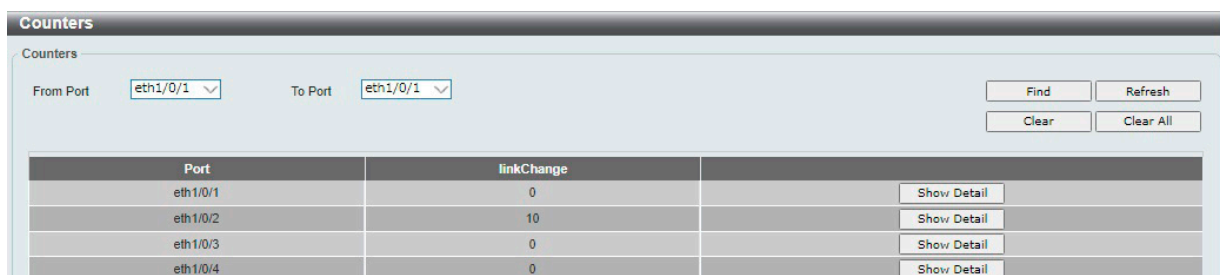 Counters
Counters
From Port eth1/0/1 To Port eth1/0/1 Find Refresh
Clear Clear All
Port linkChange
eth1/0/1 0 Show Detail
eth1/0/2 10 Show Detail
eth1/0/3 0 Show Detail
eth1/0/4 0 Show Detail